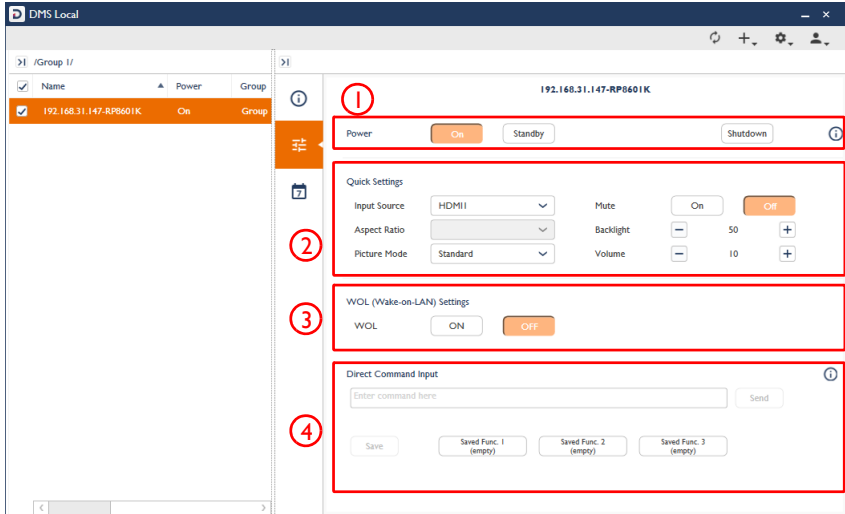 DMS Local
/Group 1/
Name Power Group
192.168.31.147-RP8601K On Group
7
192.168.31.147-RP8601K
1
Power On Standby Shutdown
2
Quick Settings
Input Source HDMI1 Mute On Off
Aspect Ratio Backlight 50
Picture Mode Standard Volume 10
3
WOL (Wake-on-LAN) Settings
WOL ON OFF
4
Direct Command Input
Enter command here Send
Save Saved Func. 1 (empty) Saved Func. 2 (empty) Saved Func. 3 (empty)